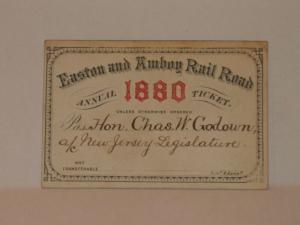 Easton and Amboy Rail Road
ANNUAL 1880 TICKET.
UNLESS OTHERWISE ORDERED
Pass Hon. Chas. W. Godown,
a/c New Jersey Legislature.
NOT
TRANSFERABLE.